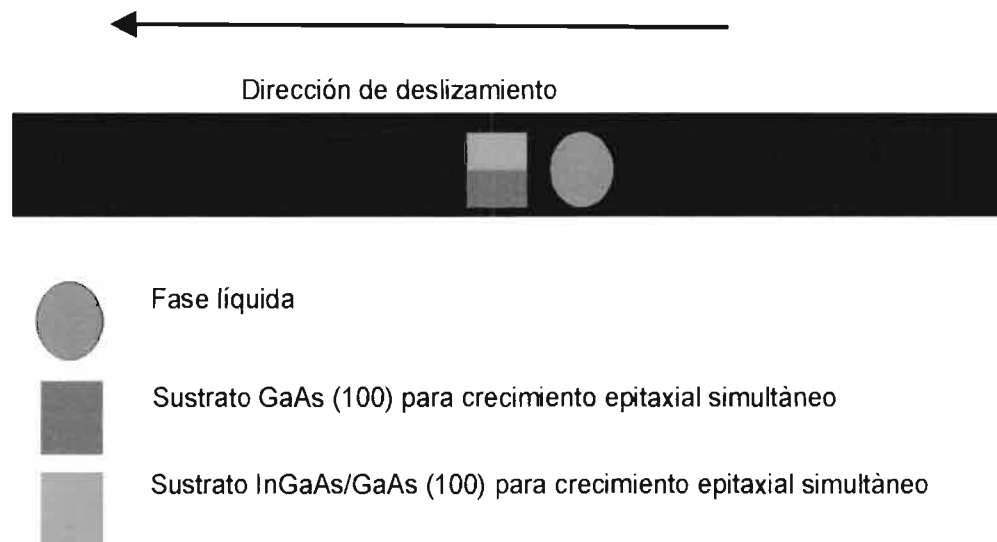 Dirección de deslizamiento
Fase líquida
Sustrato GaAs (100) para crecimiento epitaxial simultàneo
Sustrato InGaAs/GaAs (100) para crecimiento epitaxial simultàneo